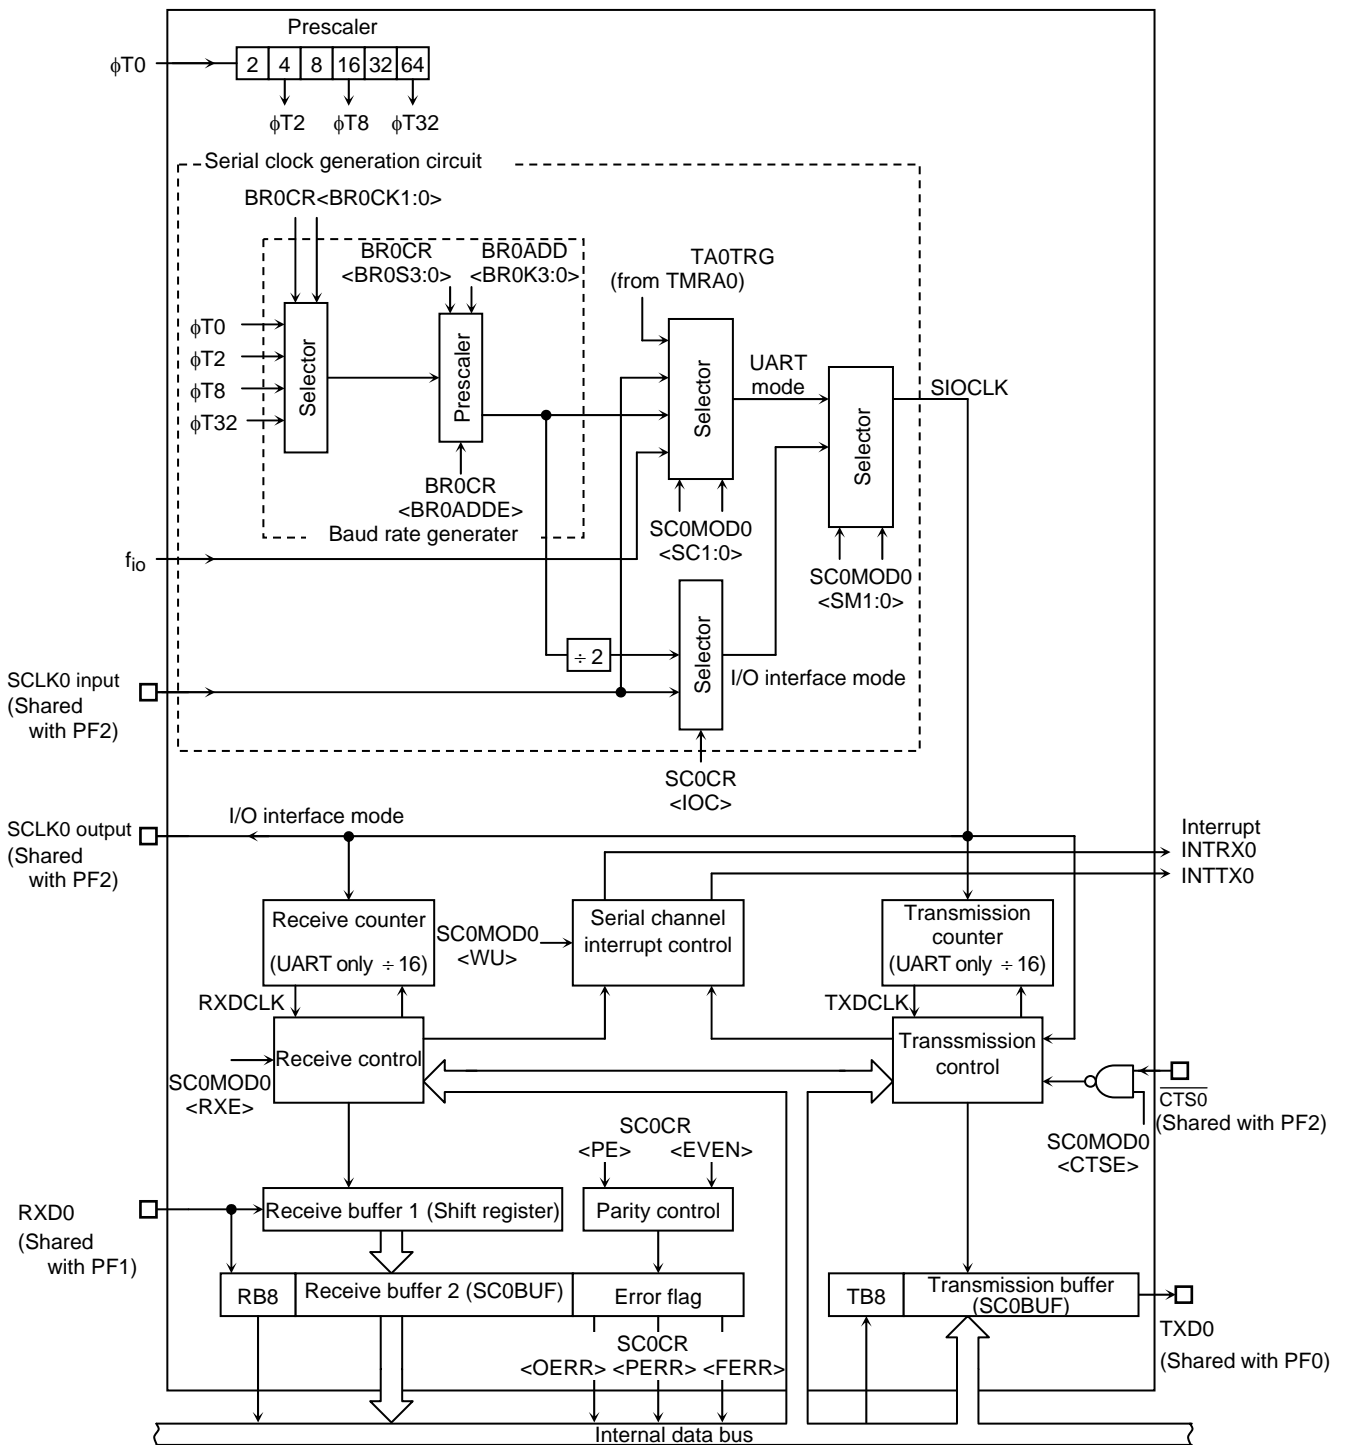 Prescaler
ϕT0
2 4 8 16 32 64
ϕT2 ϕT8 ϕT32
Serial clock generation circuit
BR0CR<BR0CK1:0>
BR0CR
<BR0S3:0>
BR0ADD
<BR0K3:0>
TA0TRG
(from TMRA0)
ϕT0
ϕT2
ϕT8
ϕT32
Selector
Prescaler
Selector
UART
mode
Selector
SIOCLK
BR0CR
<BR0ADDE>
Baud rate generater
SC0MOD0
<SC1:0>
fio
SC0MOD0
<SM1:0>
÷ 2
Selector
I/O interface mode
SCLK0 input
(Shared
with PF2)
SC0CR
<IOC>
I/O interface mode
SCLK0 output
(Shared
with PF2)
Interrupt
INTRX0
INTTX0
Receive counter
(UART only ÷ 16)
SC0MOD0
<WU>
Serial channel
interrupt control
Transmission
counter
(UART only ÷ 16)
RXDCLK
TXDCLK
Receive control
SC0MOD0
<RXE>
Transsmission
control
CTS0
(Shared with PF2)
SC0MOD0
<CTSE>
SC0CR
<PE> <EVEN>
RXD0
(Shared
with PF1)
Receive buffer 1 (Shift register)
Parity control
RB8
Receive buffer 2 (SC0BUF)
Error flag
TB8
Transmission buffer
(SC0BUF)
TXD0
(Shared with PF0)
SC0CR
<OERR> <PERR> <FERR>
Internal data bus